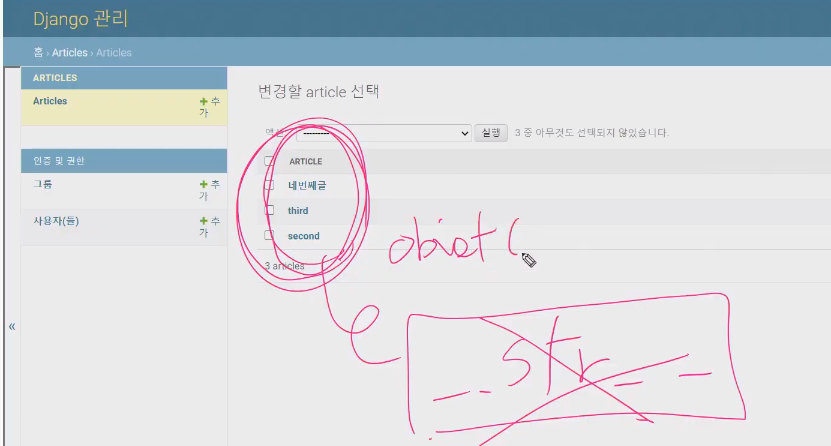 Django 관리
홈 › Articles › Articles
ARTICLES
Articles
+ 추가
인증 및 권한
그룹
+ 추가
사용자(들)
+ 추가
«
변경할 article 선택
---------
실행
3 중 아무것도 선택되지 않았습니다.
ARTICLE
네번째글
third
second
3 articles
object (
__str__